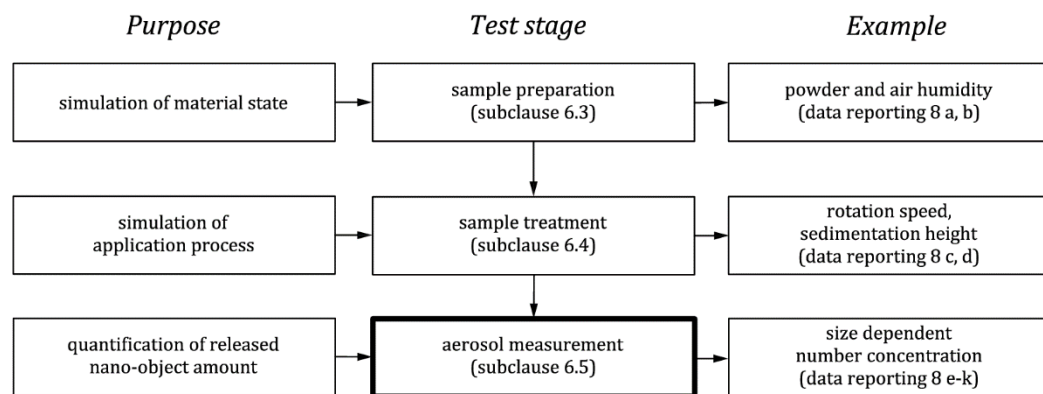 Purpose
Test stage
Example
simulation of material state
sample preparation
(subclause 6.3)
powder and air humidity
(data reporting 8 a, b)
simulation of
application process
sample treatment
(subclause 6.4)
rotation speed,
sedimentation height
(data reporting 8 c, d)
quantification of released
nano-object amount
aerosol measurement
(subclause 6.5)
size dependent
number concentration
(data reporting 8 e-k)